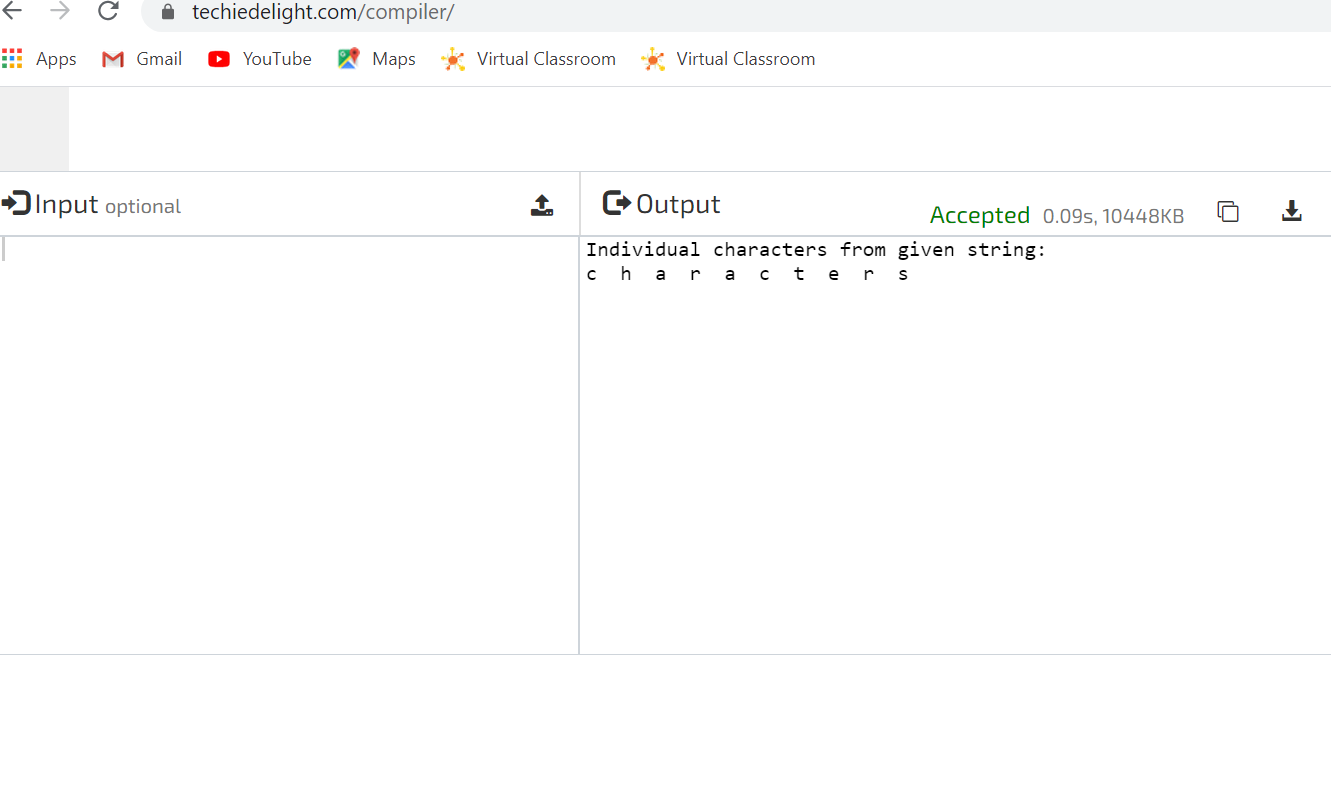 techiedelight.com/compiler/
Apps Gmail YouTube Maps Virtual Classroom Virtual Classroom
Input optional
Output Accepted 0.09s, 10448KB
Individual characters from given string:
c h a r a c t e r s